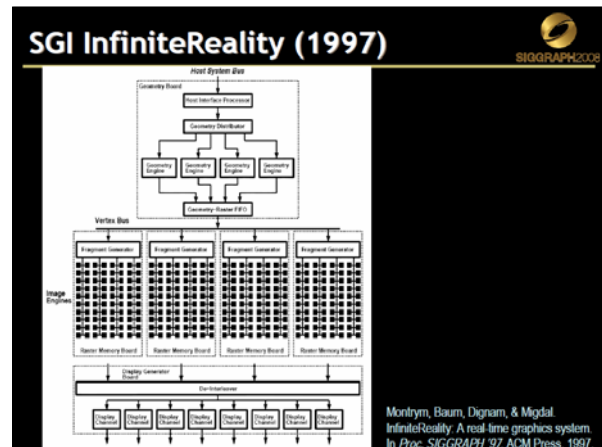 SGI InfiniteReality (1997)
SIGGRAPH2008
Host System Bus
Geometry Board
Host Interface Processor
Geometry Distributor
Geometry Engine
Geometry Engine
Geometry Engine
Geometry Engine
Geometry-Raster FIFO
Vertex Bus
Fragment Generator
Fragment Generator
Fragment Generator
Fragment Generator
Image Engines
Raster Memory Board
Raster Memory Board
Raster Memory Board
Raster Memory Board
Display Generator Board
De-Interleaver
Display Channel
Display Channel
Display Channel
Display Channel
Display Channel
Display Channel
Display Channel
Display Channel
Montrym, Baum, Dignam, & Migdal.
InfiniteReality: A real-time graphics system.
In Proc. SIGGRAPH '97, ACM Press, 1997.